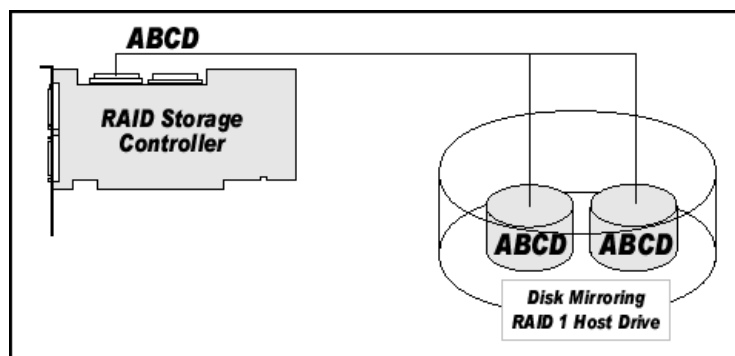 ABCD
RAID Storage
Controller
ABCD ABCD
Disk Mirroring
RAID 1 Host Drive